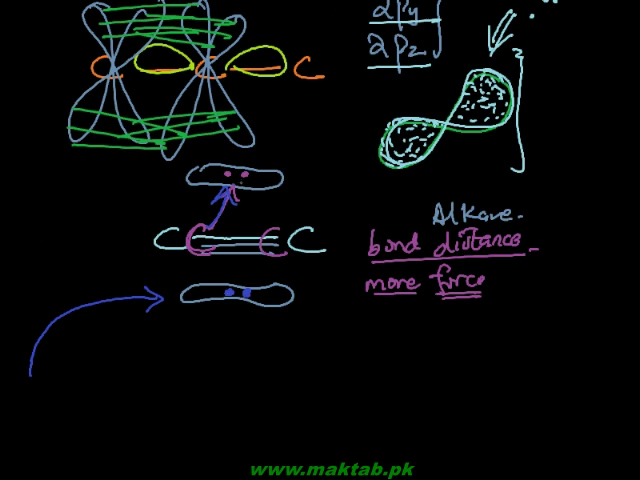 2py
2pz
C C C
Alkane.
C C C C
bond distance
more force
www.maktab.pk